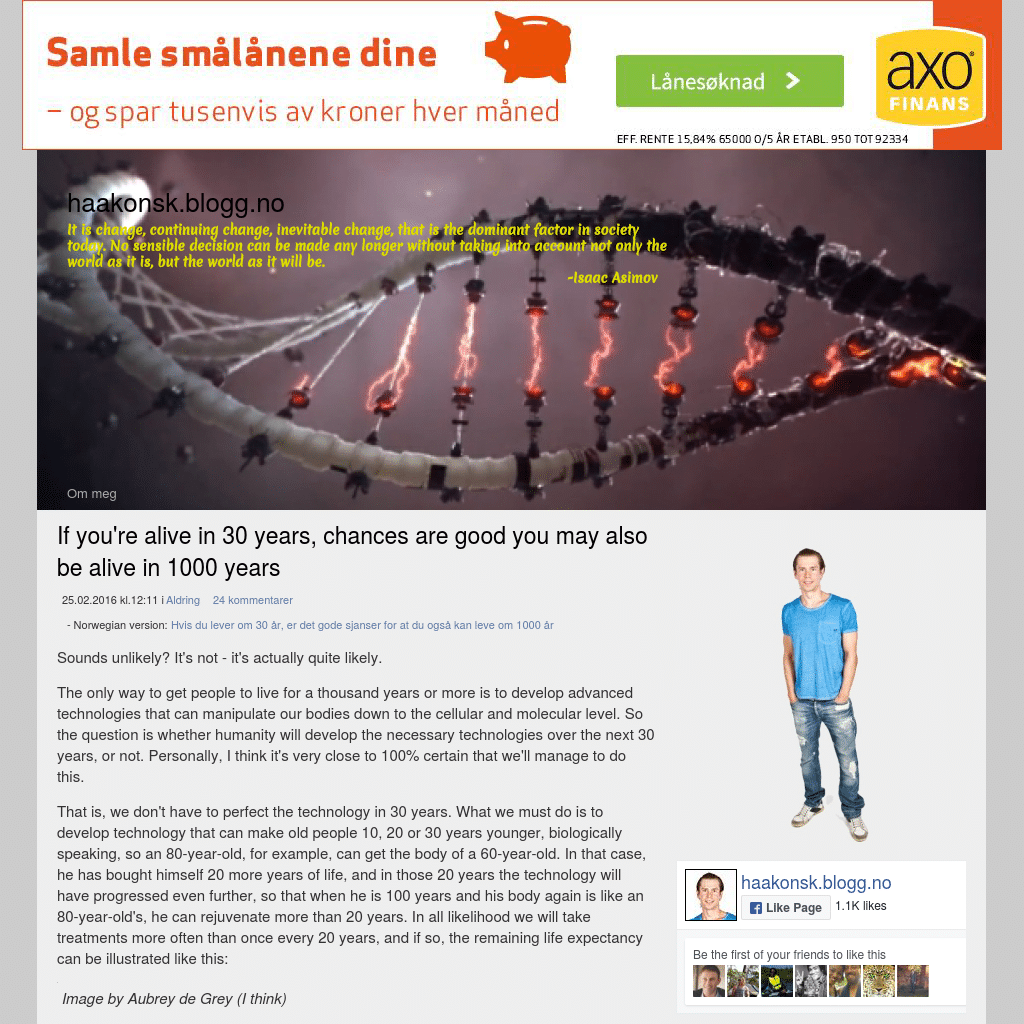 Samle smålånene dine
– og spar tusenvis av kroner hver måned
Lånesøknad
axo
FINANS
EFF. RENTE 15,84% 65000 O/5 ÅR ETABL. 950 TOT 92334
haakonsk.blogg.no
It is change, continuing change, inevitable change, that is the dominant factor in society
today. No sensible decision can be made any longer without taking into account not only the
world as it is, but the world as it will be.
-Isaac Asimov
Om meg
If you're alive in 30 years, chances are good you may also
be alive in 1000 years
25.02.2016 kl.12:11 i Aldring 24 kommentarer
- Norwegian version: Hvis du lever om 30 år, er det gode sjanser for at du også kan leve om 1000 år
Sounds unlikely? It's not - it's actually quite likely.
The only way to get people to live for a thousand years or more is to develop advanced
technologies that can manipulate our bodies down to the cellular and molecular level. So
the question is whether humanity will develop the necessary technologies over the next 30
years, or not. Personally, I think it's very close to 100% certain that we'll manage to do
this.
That is, we don't have to perfect the technology in 30 years. What we must do is to
develop technology that can make old people 10, 20 or 30 years younger, biologically
speaking, so an 80-year-old, for example, can get the body of a 60-year-old. In that case,
he has bought himself 20 more years of life, and in those 20 years the technology will
have progressed even further, so that when he is 100 years and his body again is like an
80-year-old's, he can rejuvenate more than 20 years. In all likelihood we will take
treatments more often than once every 20 years, and if so, the remaining life expectancy
can be illustrated like this:
Image by Aubrey de Grey (I think)
haakonsk.blogg.no
Like Page 1.1K likes
Be the first of your friends to like this